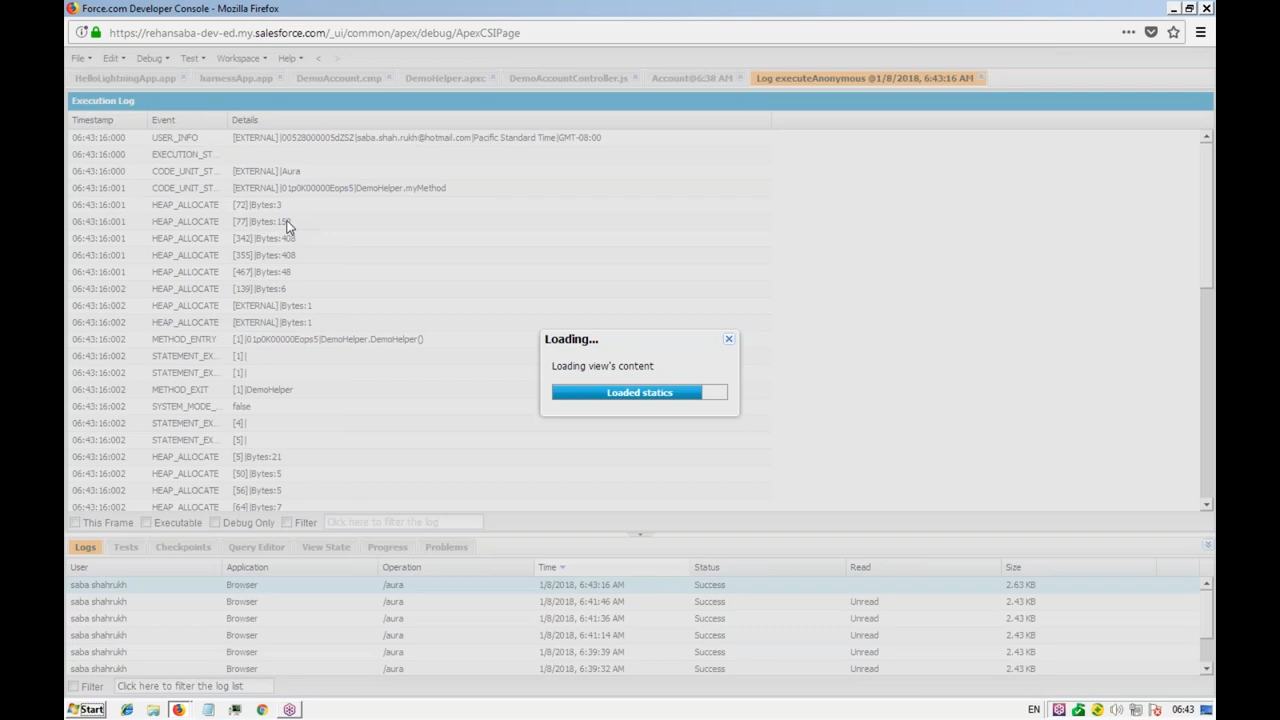 Force.com Developer Console - Mozilla Firefox
https://rehansaba-dev-ed.my.salesforce.com/_ui/common/apex/debug/ApexCSIPage
File Edit Debug Test Workspace Help < >
HelloLightningApp.app harnessApp.app DemoAccount.cmp DemoHelper.apxc DemoAccountController.js Account@6:38 AM Log executeAnonymous @1/8/2018, 6:43:16 AM
Execution Log
Timestamp Event Details
06:43:16:000 USER_INFO [EXTERNAL]|00528000005dZSZ|saba.shah.rukh@hotmail.com|Pacific Standard Time|GMT-08:00
06:43:16:000 EXECUTION_ST...
06:43:16:000 CODE_UNIT_ST... [EXTERNAL]|Aura
06:43:16:001 CODE_UNIT_ST... [EXTERNAL]|01p0K00000Eops5|DemoHelper.myMethod
06:43:16:001 HEAP_ALLOCATE [72]|Bytes:3
06:43:16:001 HEAP_ALLOCATE
06:43:16:001 HEAP_ALLOCATE [342]|Bytes:408
06:43:16:001 HEAP_ALLOCATE [355]|Bytes:408
06:43:16:001 HEAP_ALLOCATE [467]|Bytes:48
06:43:16:002 HEAP_ALLOCATE [139]|Bytes:6
06:43:16:002 HEAP_ALLOCATE [EXTERNAL]|Bytes:1
06:43:16:002 HEAP_ALLOCATE [EXTERNAL]|Bytes:1
06:43:16:002 METHOD_ENTRY [1]|01p0K00000Eops5|DemoHelper.DemoHelper()
06:43:16:002 STATEMENT_EX... [1]|
06:43:16:002 STATEMENT_EX... [1]|
06:43:16:002 METHOD_EXIT [1]|DemoHelper
06:43:16:002 SYSTEM_MODE_... false
06:43:16:002 STATEMENT_EX... [4]|
06:43:16:002 STATEMENT_EX... [5]|
06:43:16:002 HEAP_ALLOCATE [5]|Bytes:21
06:43:16:002 HEAP_ALLOCATE [50]|Bytes:5
06:43:16:002 HEAP_ALLOCATE [56]|Bytes:5
06:43:16:002 HEAP_ALLOCATE [64]|Bytes:7
Loading...
Loading view's content
Loaded statics
This Frame Executable Debug Only Filter Click here to filter the log
Logs Tests Checkpoints Query Editor View State Progress Problems
User Application Operation Time Status Read Size
saba shahrukh Browser /aura 1/8/2018, 6:43:16 AM Success 2.63 KB
saba shahrukh Browser /aura 1/8/2018, 6:41:46 AM Success Unread 2.43 KB
saba shahrukh Browser /aura 1/8/2018, 6:41:36 AM Success Unread 2.43 KB
saba shahrukh Browser /aura 1/8/2018, 6:41:14 AM Success Unread 2.43 KB
saba shahrukh Browser /aura 1/8/2018, 6:39:39 AM Success Unread 2.43 KB
saba shahrukh Browser /aura 1/8/2018, 6:39:32 AM Success Unread 2.43 KB
Filter Click here to filter the log list
Start EN 06:43